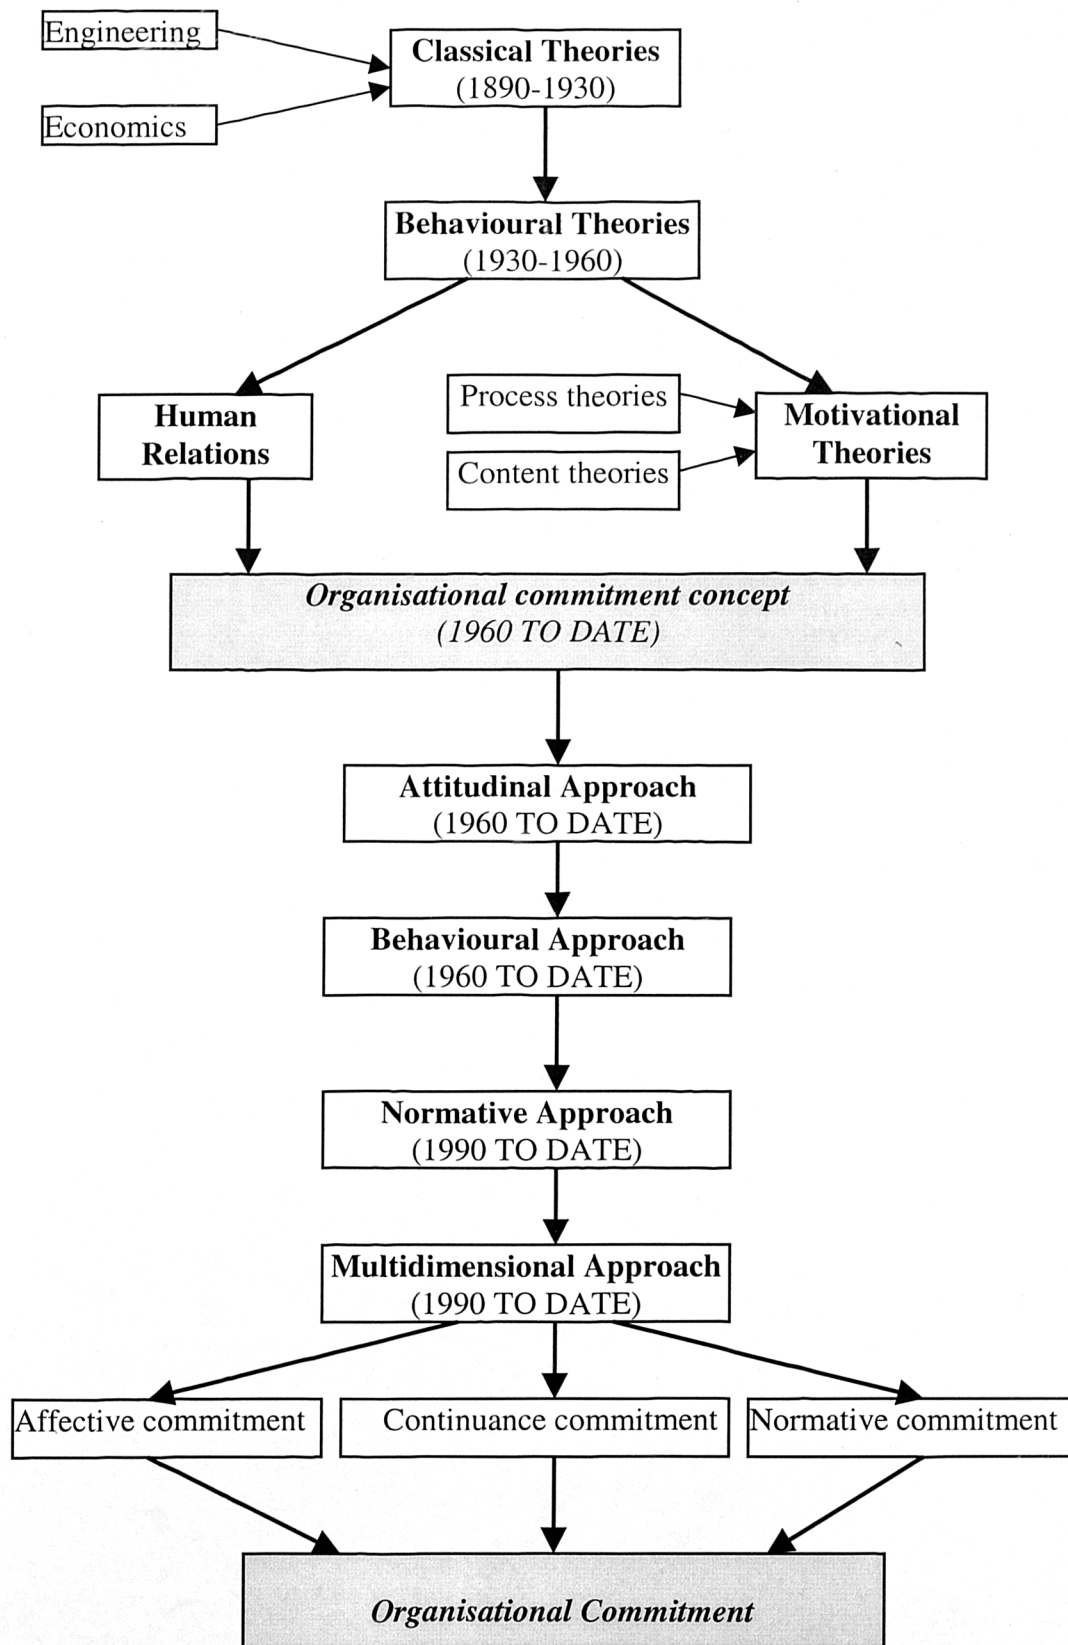 Engineering
Classical Theories
(1890-1930)
Economics
Behavioural Theories
(1930-1960)
Human
Relations
Process theories
Content theories
Motivational
Theories
Organisational commitment concept
(1960 TO DATE)
Attitudinal Approach
(1960 TO DATE)
Behavioural Approach
(1960 TO DATE)
Normative Approach
(1990 TO DATE)
Multidimensional Approach
(1990 TO DATE)
Affective commitment
Continuance commitment
Normative commitment
Organisational Commitment